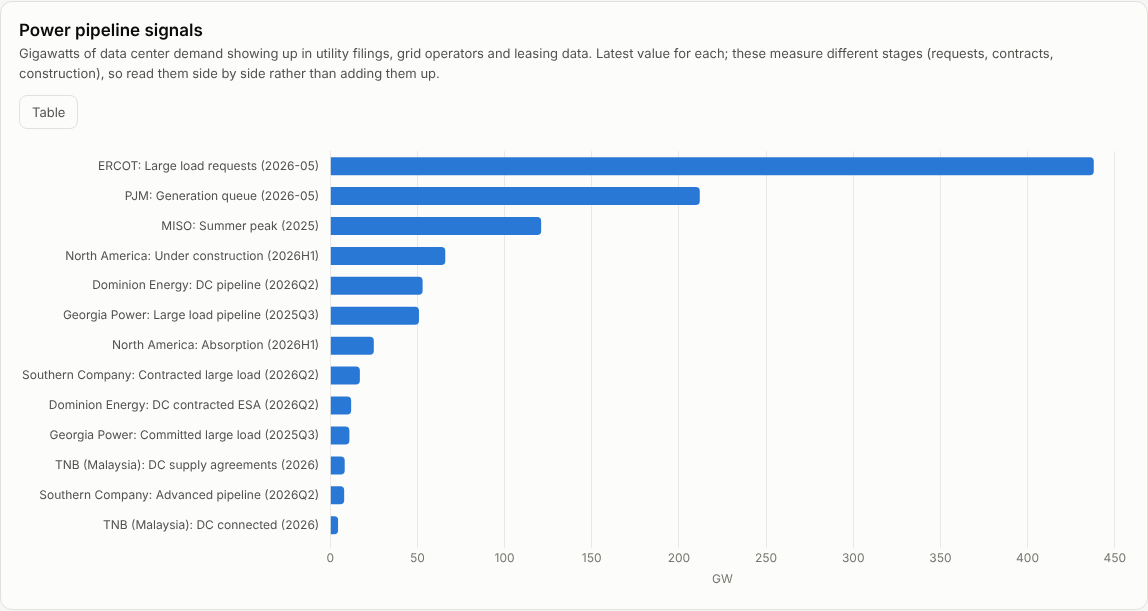 Power pipeline signals
Gigawatts of data center demand showing up in utility filings, grid operators and leasing data. Latest value for each; these measure different stages (requests, contracts,
construction), so read them side by side rather than adding them up.
Table
ERCOT: Large load requests (2026-05)
PJM: Generation queue (2026-05)
MISO: Summer peak (2025)
North America: Under construction (2026H1)
Dominion Energy: DC pipeline (2026Q2)
Georgia Power: Large load pipeline (2025Q3)
North America: Absorption (2026H1)
Southern Company: Contracted large load (2026Q2)
Dominion Energy: DC contracted ESA (2026Q2)
Georgia Power: Committed large load (2025Q3)
TNB (Malaysia): DC supply agreements (2026)
Southern Company: Advanced pipeline (2026Q2)
TNB (Malaysia): DC connected (2026)
0 50 100 150 200 250 300 350 400 450
GW